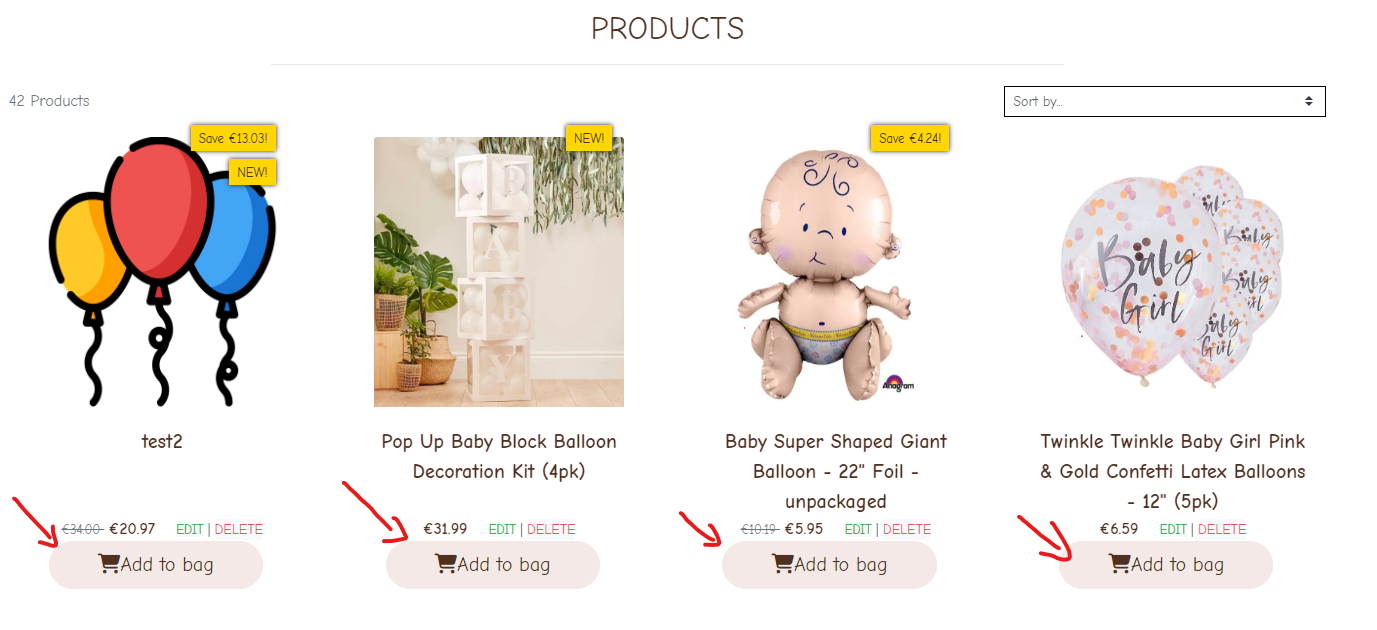 PRODUCTS
42 Products
Sort by...
Save €13.03!
NEW!
NEW!
Save €4.24!
B
A
B
Y
Anagram
Baby
Girl
Baby
Girl
Baby
Girl
test2
Pop Up Baby Block Balloon
Decoration Kit (4pk)
Baby Super Shaped Giant
Balloon - 22" Foil -
unpackaged
Twinkle Twinkle Baby Girl Pink
& Gold Confetti Latex Balloons
- 12" (5pk)
€34.00 €20.97 EDIT | DELETE
€31.99 EDIT | DELETE
€10.19 €5.95 EDIT | DELETE
€6.59 EDIT | DELETE
Add to bag
Add to bag
Add to bag
Add to bag